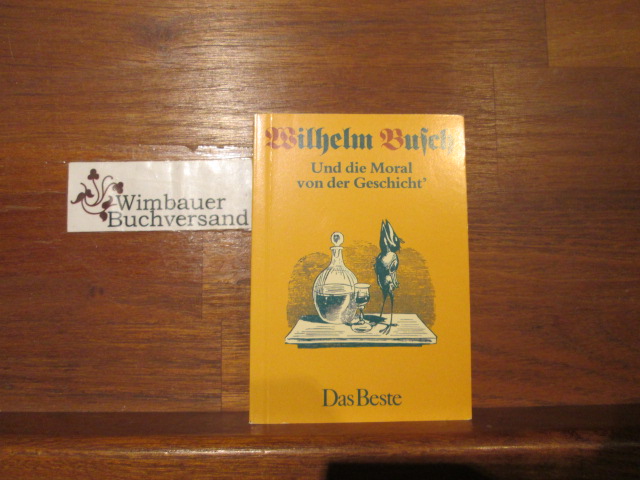 Wilhelm Busch
Und die Moral
von der Geschicht'
Das Beste
Wimbauer
Buchversand